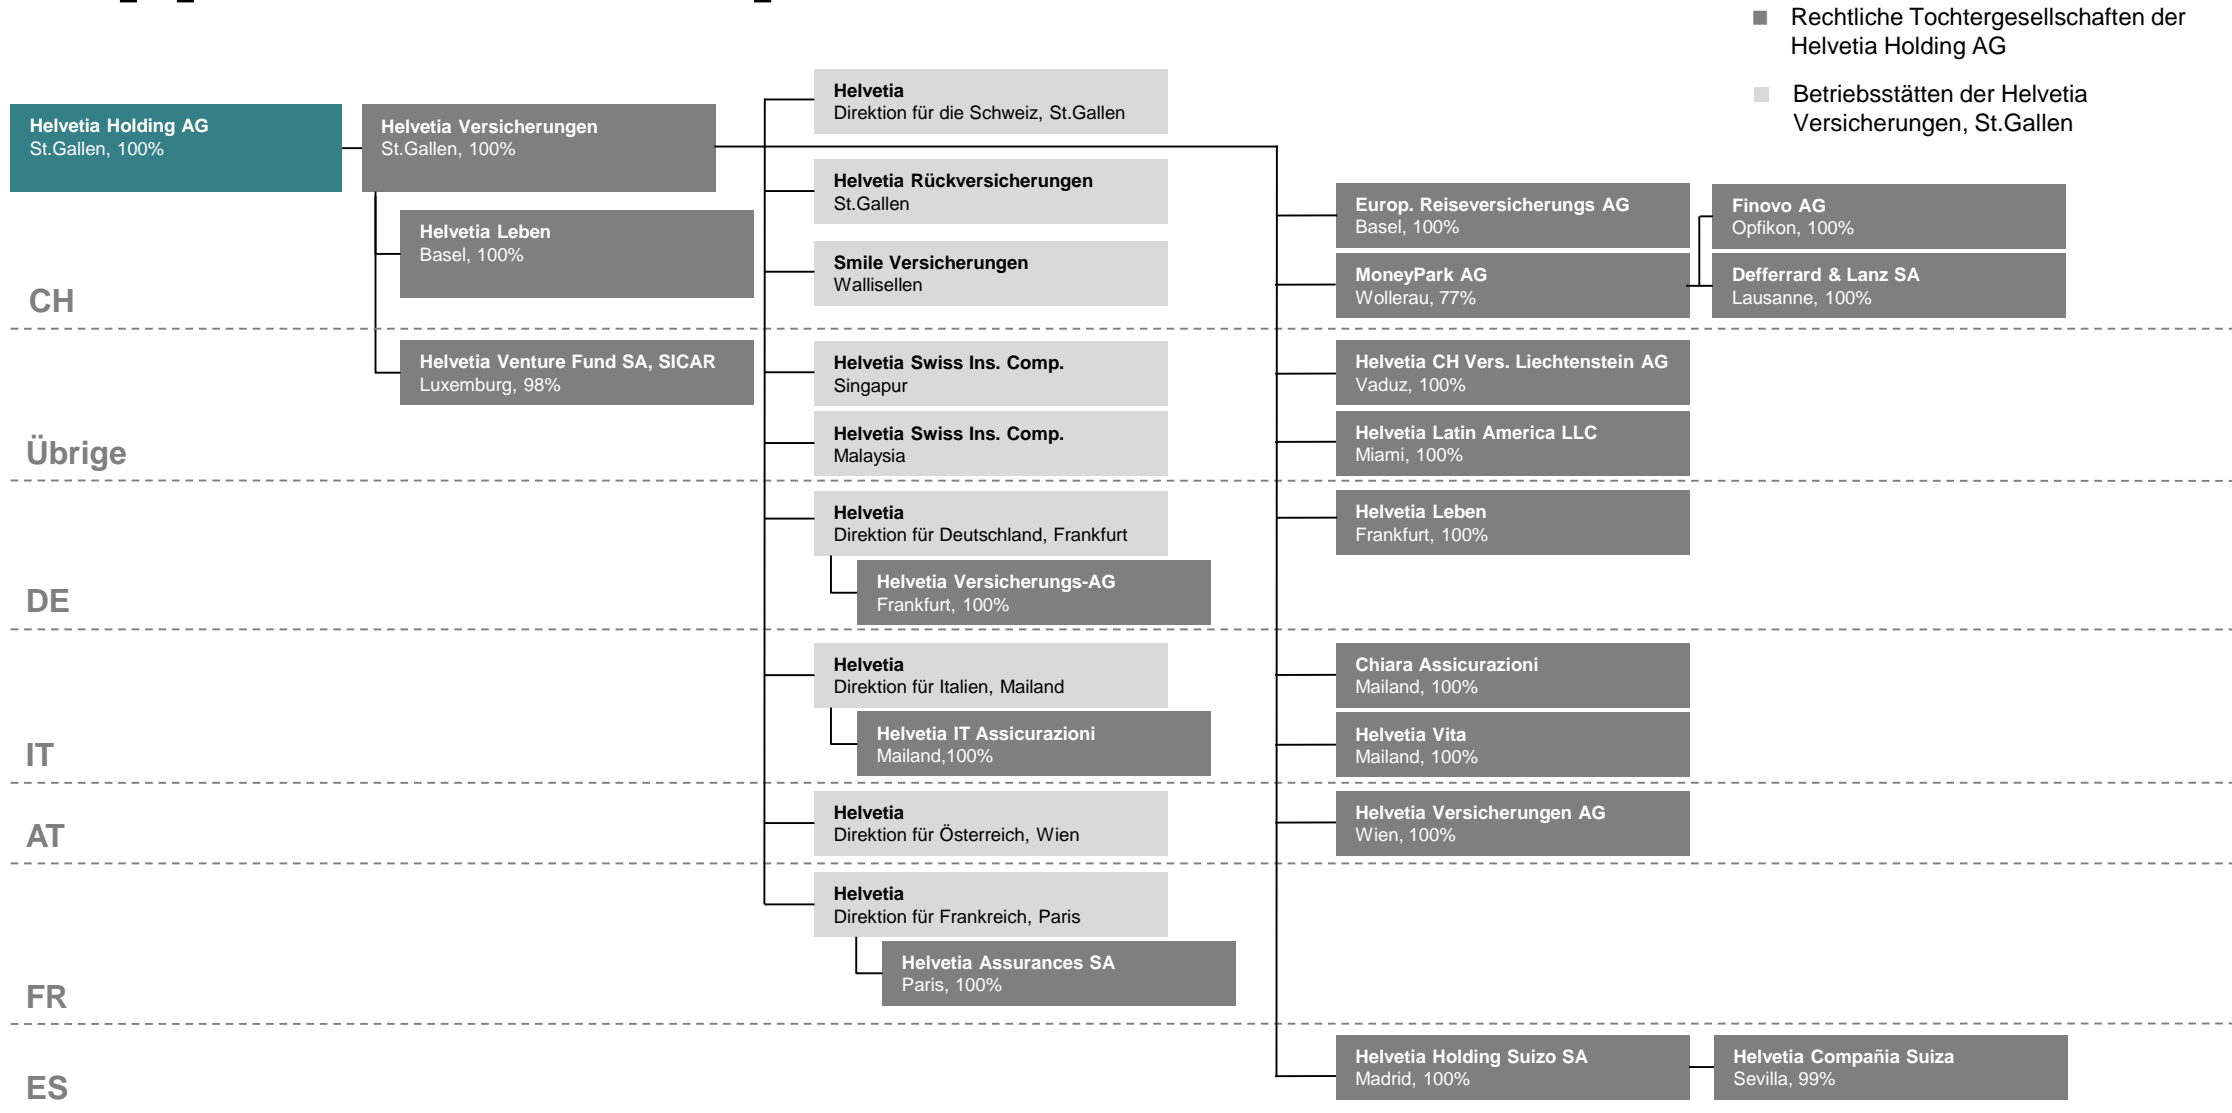 Rechtliche Tochtergesellschaften der
Helvetia Holding AG
Betriebsstätten der Helvetia
Versicherungen, St.Gallen
Helvetia Holding AG
St.Gallen, 100%
Helvetia Versicherungen
St.Gallen, 100%
Helvetia
Direktion für die Schweiz, St.Gallen
Helvetia Rückversicherungen
St.Gallen
Europ. Reiseversicherungs AG
Basel, 100%
Finovo AG
Opfikon, 100%
Helvetia Leben
Basel, 100%
Smile Versicherungen
Wallisellen
MoneyPark AG
Wollerau, 77%
Defferrard & Lanz SA
Lausanne, 100%
CH
Helvetia Venture Fund SA, SICAR
Luxemburg, 98%
Helvetia Swiss Ins. Comp.
Singapur
Helvetia CH Vers. Liechtenstein AG
Vaduz, 100%
Helvetia Swiss Ins. Comp.
Malaysia
Helvetia Latin America LLC
Miami, 100%
Übrige
Helvetia
Direktion für Deutschland, Frankfurt
Helvetia Leben
Frankfurt, 100%
Helvetia Versicherungs-AG
Frankfurt, 100%
DE
Helvetia
Direktion für Italien, Mailand
Chiara Assicurazioni
Mailand, 100%
Helvetia IT Assicurazioni
Mailand,100%
Helvetia Vita
Mailand, 100%
IT
Helvetia
Direktion für Österreich, Wien
Helvetia Versicherungen AG
Wien, 100%
AT
Helvetia
Direktion für Frankreich, Paris
Helvetia Assurances SA
Paris, 100%
FR
Helvetia Holding Suizo SA
Madrid, 100%
Helvetia Compañia Suiza
Sevilla, 99%
ES